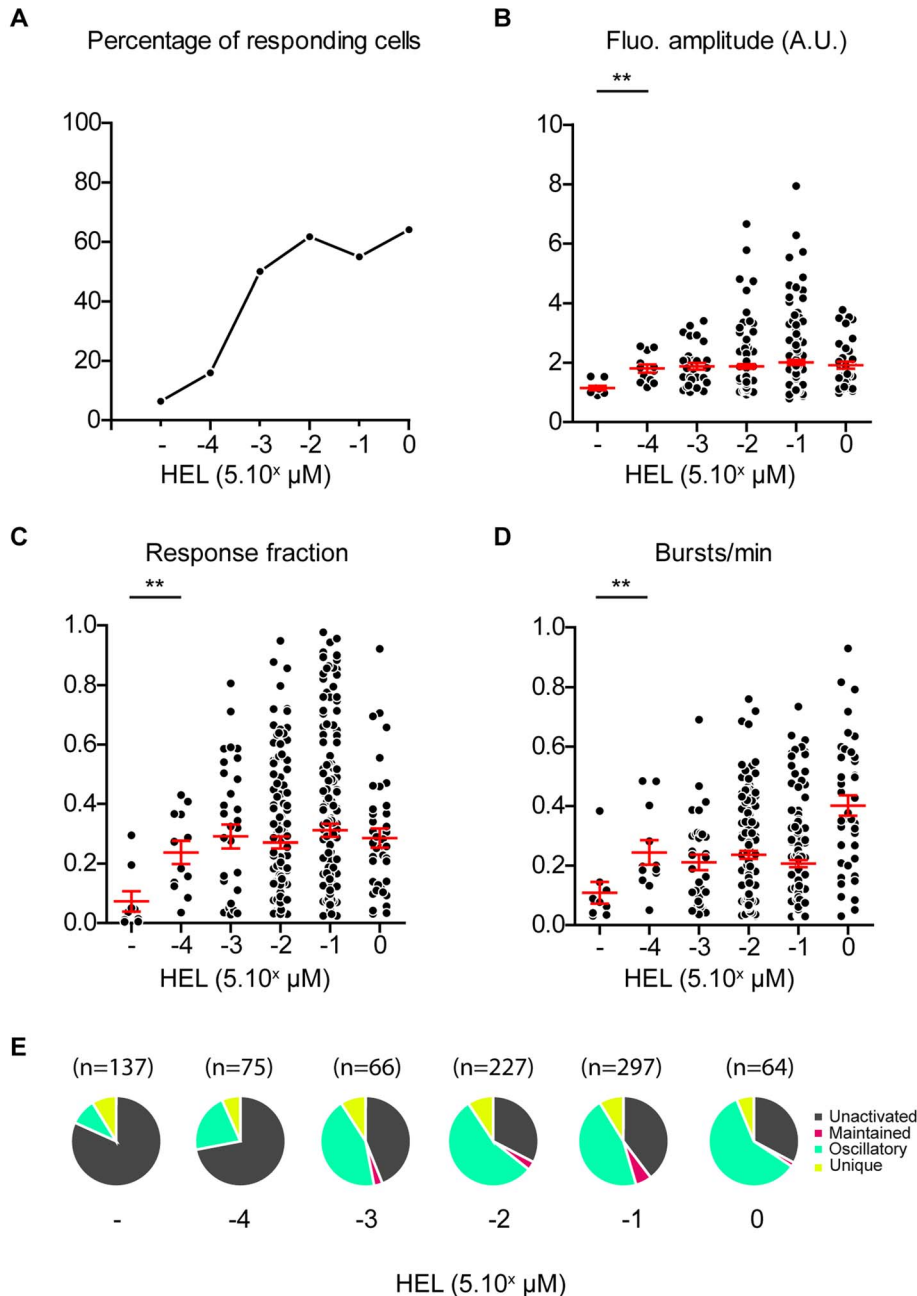 A
Percentage of responding cells
100
80
60
40
20
0
- -4 -3 -2 -1 0
HEL (5.10ˣ µM)
B
Fluo. amplitude (A.U.)
**
10
8
6
4
2
0
- -4 -3 -2 -1 0
HEL (5.10ˣ µM)
C
Response fraction
**
1.0
0.8
0.6
0.4
0.2
0.0
- -4 -3 -2 -1 0
HEL (5.10ˣ µM)
D
Bursts/min
**
1.0
0.8
0.6
0.4
0.2
0.0
- -4 -3 -2 -1 0
HEL (5.10ˣ µM)
E
(n=137) (n=75) (n=66) (n=227) (n=297) (n=64)
Unactivated
Maintained
Oscillatory
Unique
- -4 -3 -2 -1 0
HEL (5.10ˣ µM)